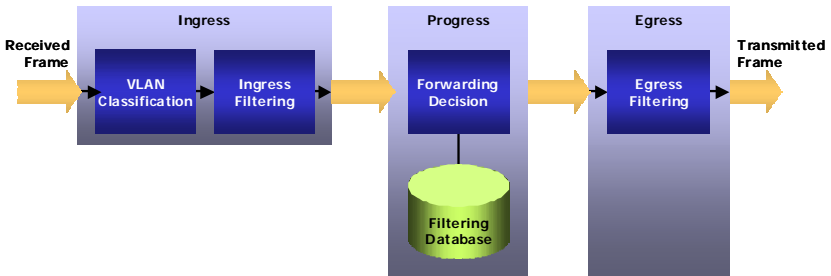 Ingress
Progress
Egress
Received
Frame
VLAN
Classification
Ingress
Filtering
Forwarding
Decision
Egress
Filtering
Transmitted
Frame
Filtering
Database